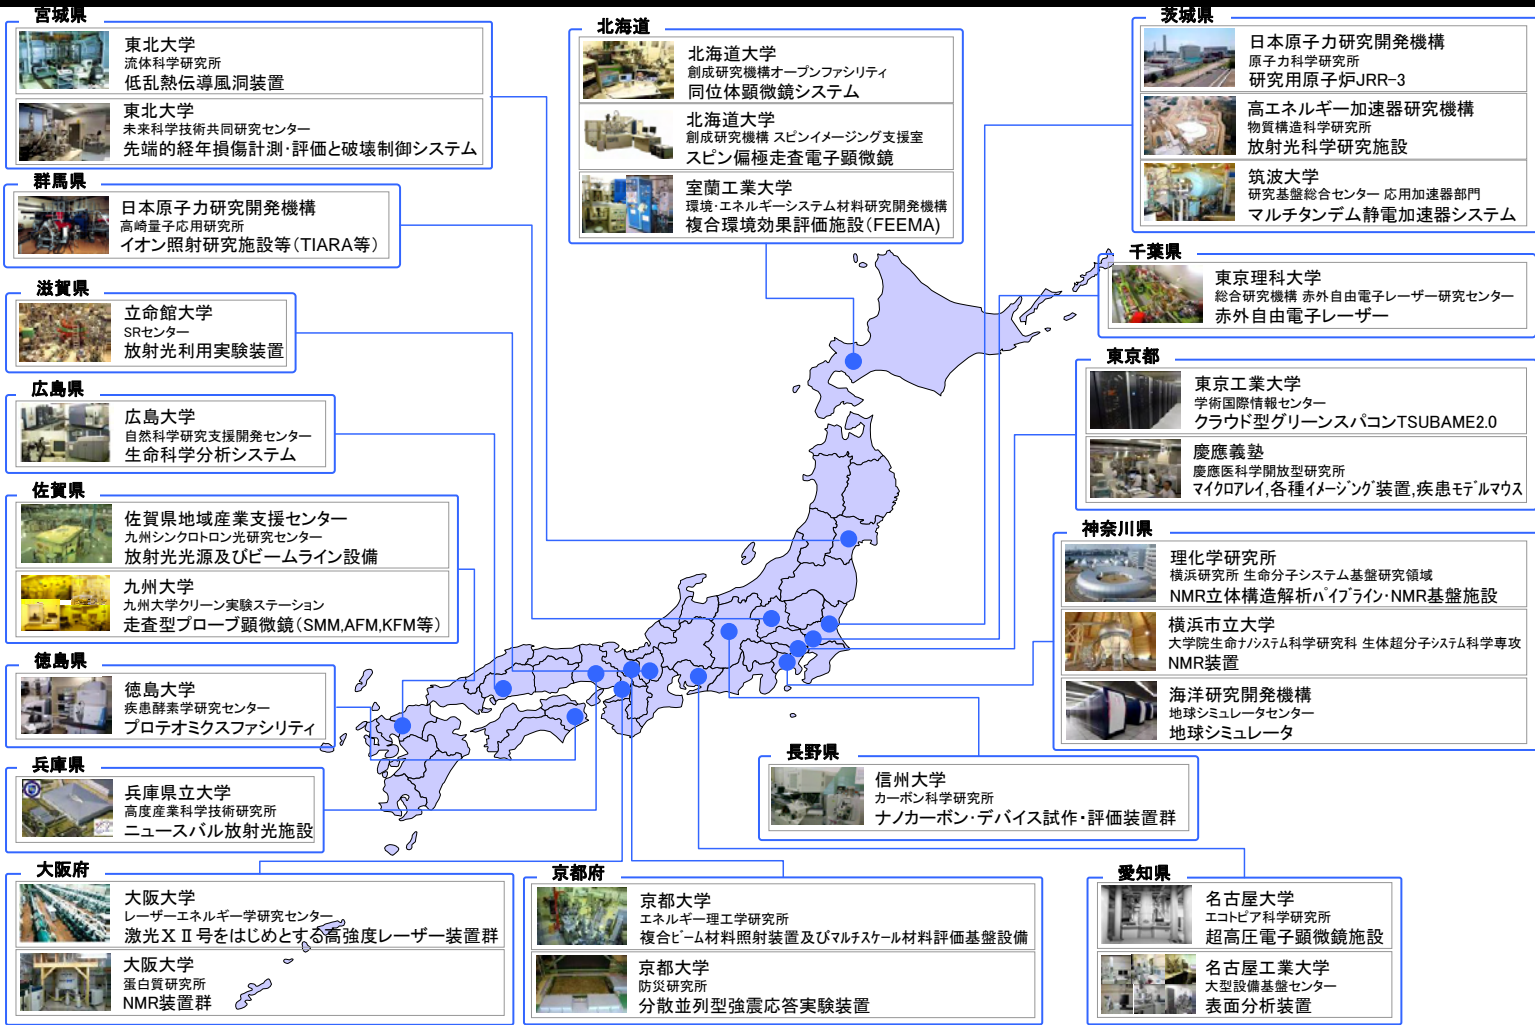 宮城県
東北大学
流体科学研究所
低乱熱伝導風洞装置
東北大学
未来科学技術共同研究センター
先端的経年損傷計測・評価と破壊制御システム
群馬県
日本原子力研究開発機構
高崎量子応用研究所
イオン照射研究施設等(TIARA等)
滋賀県
立命館大学
SRセンター
放射光利用実験装置
広島県
広島大学
自然科学研究支援開発センター
生命科学分析システム
佐賀県
佐賀県地域産業支援センター
九州シンクロトロン光研究センター
放射光光源及びビームライン設備
九州大学
九州大学クリーン実験ステーション
走査型プローブ顕微鏡(SMM,AFM,KFM等)
徳島県
徳島大学
疾患酵素学研究センター
プロテオミクスファシリティ
兵庫県
兵庫県立大学
高度産業科学技術研究所
ニュースバル放射光施設
大阪府
大阪大学
レーザーエネルギー学研究センター
激光ⅩⅡ号をはじめとする高強度レーザー装置群
大阪大学
蛋白質研究所
NMR装置群
北海道
北海道大学
創成研究機構オープンファシリティ
同位体顕微鏡システム
北海道大学
創成研究機構 スピンイメージング支援室
スピン偏極走査電子顕微鏡
室蘭工業大学
環境・エネルギーシステム材料研究開発機構
複合環境効果評価施設(FEEMA)
京都府
京都大学
エネルギー理工学研究所
複合ビーム材料照射装置及びマルチスケール材料評価基盤設備
京都大学
防災研究所
分散並列型強震応答実験装置
長野県
信州大学
カーボン科学研究所
ナノカーボン・デバイス試作・評価装置群
茨城県
日本原子力研究開発機構
原子力科学研究所
研究用原子炉JRR-3
高エネルギー加速器研究機構
物質構造科学研究所
放射光科学研究施設
筑波大学
研究基盤総合センター 応用加速器部門
マルチタンデム静電加速器システム
千葉県
東京理科大学
総合研究機構 赤外自由電子レーザー研究センター
赤外自由電子レーザー
東京都
東京工業大学
学術国際情報センター
クラウド型グリーンスパコンTSUBAME2.0
慶應義塾
慶應医科学開放型研究所
マイクロアレイ,各種イメージング装置,疾患モデルマウス
神奈川県
理化学研究所
横浜研究所 生命分子システム基盤研究領域
NMR立体構造解析パイプライン・NMR基盤施設
横浜市立大学
大学院生命ナノシステム科学研究科 生体超分子システム科学専攻
NMR装置
海洋研究開発機構
地球シミュレータセンター
地球シミュレータ
愛知県
名古屋大学
エコトピア科学研究所
超高圧電子顕微鏡施設
名古屋工業大学
大型設備基盤センター
表面分析装置